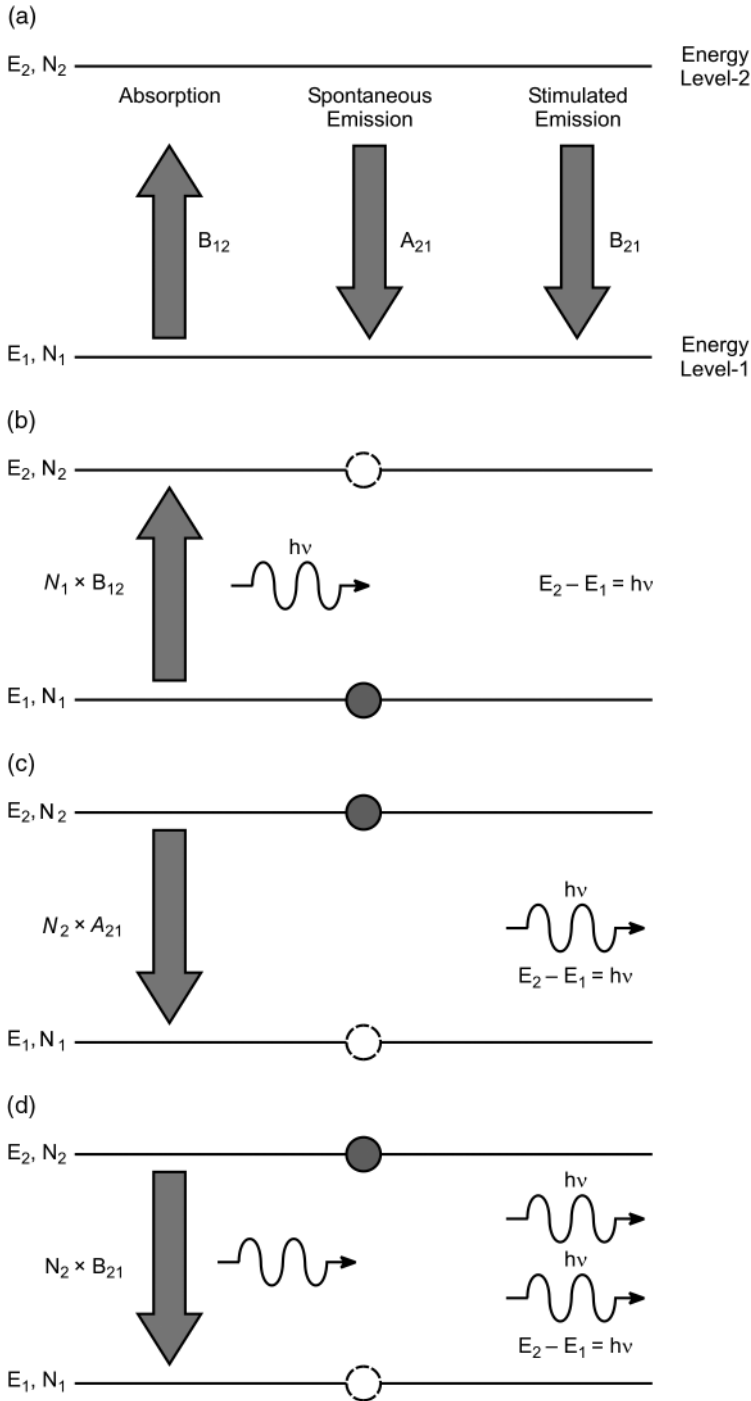 (a)
E₂, N₂
Energy
Level-2
Absorption
Spontaneous
Emission
Stimulated
Emission
B₁₂
A₂₁
B₂₁
E₁, N₁
Energy
Level-1
(b)
E₂, N₂
hν
N₁ × B₁₂
E₂ – E₁ = hν
E₁, N₁
(c)
E₂, N₂
hν
N₂ × A₂₁
E₂ – E₁ = hν
E₁, N₁
(d)
E₂, N₂
hν
N₂ × B₂₁
hν
E₂ – E₁ = hν
E₁, N₁